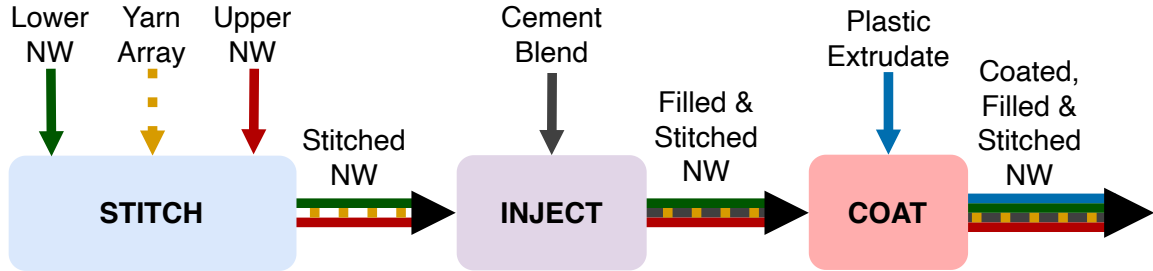 Lower
NW
Yarn
Array
Upper
NW
Cement
Blend
Plastic
Extrudate
Stitched
NW
Filled &
Stitched
NW
Coated,
Filled &
Stitched
NW
STITCH
INJECT
COAT